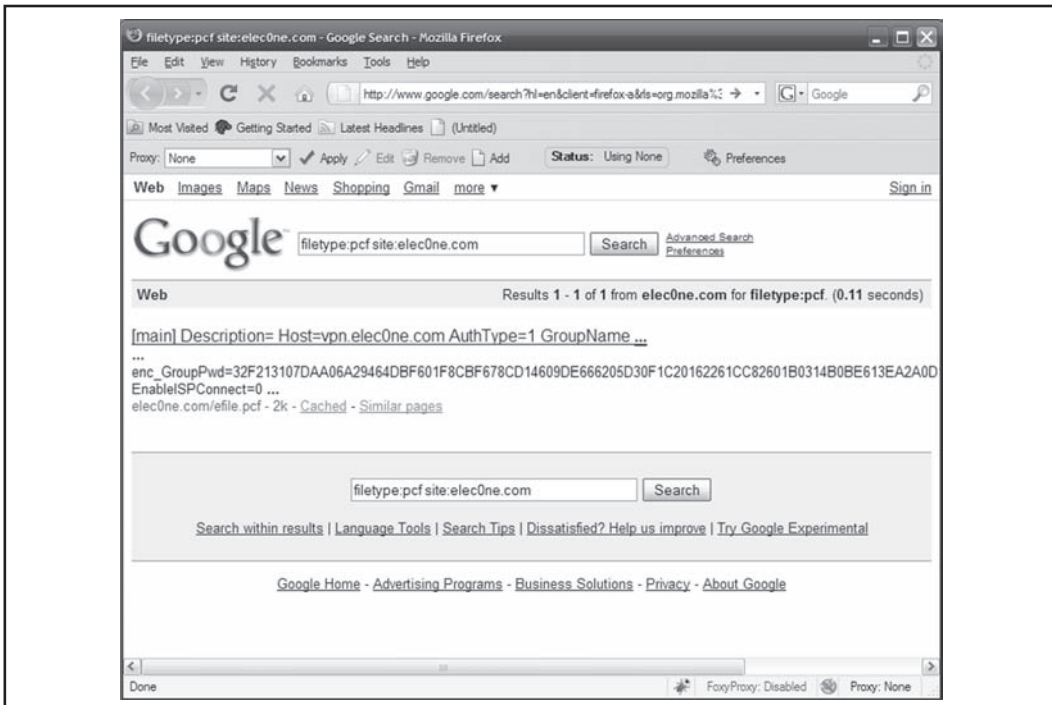 filetype:pcf site:elec0ne.com - Google Search - Mozilla Firefox
File Edit View History Bookmarks Tools Help
http://www.google.com/search?hl=en&client=firefox-a&rls=org.mozilla%3 Google
Most Visited Getting Started Latest Headlines (Untitled)
Proxy: None Apply Edit Remove Add Status: Using None Preferences
Web Images Maps News Shopping Gmail more ▼ Sign in
Google filetype:pcf site:elec0ne.com Search Advanced Search
Preferences
Web Results 1 - 1 of 1 from elec0ne.com for filetype:pcf. (0.11 seconds)
[main] Description= Host=vpn.elec0ne.com AuthType=1 GroupName ...
...
enc_GroupPwd=32F213107DAA06A29464DBF601F8CBF678CD14609DE666205D30F1C20162261CC82601B0314B0BE613EA2A0D
EnableISPConnect=0 ...
elec0ne.com/efile.pcf - 2k - Cached - Similar pages
filetype:pcf site:elec0ne.com Search
Search within results | Language Tools | Search Tips | Dissatisfied? Help us improve | Try Google Experimental
Google Home - Advertising Programs - Business Solutions - Privacy - About Google
Done FoxyProxy: Disabled Proxy: None